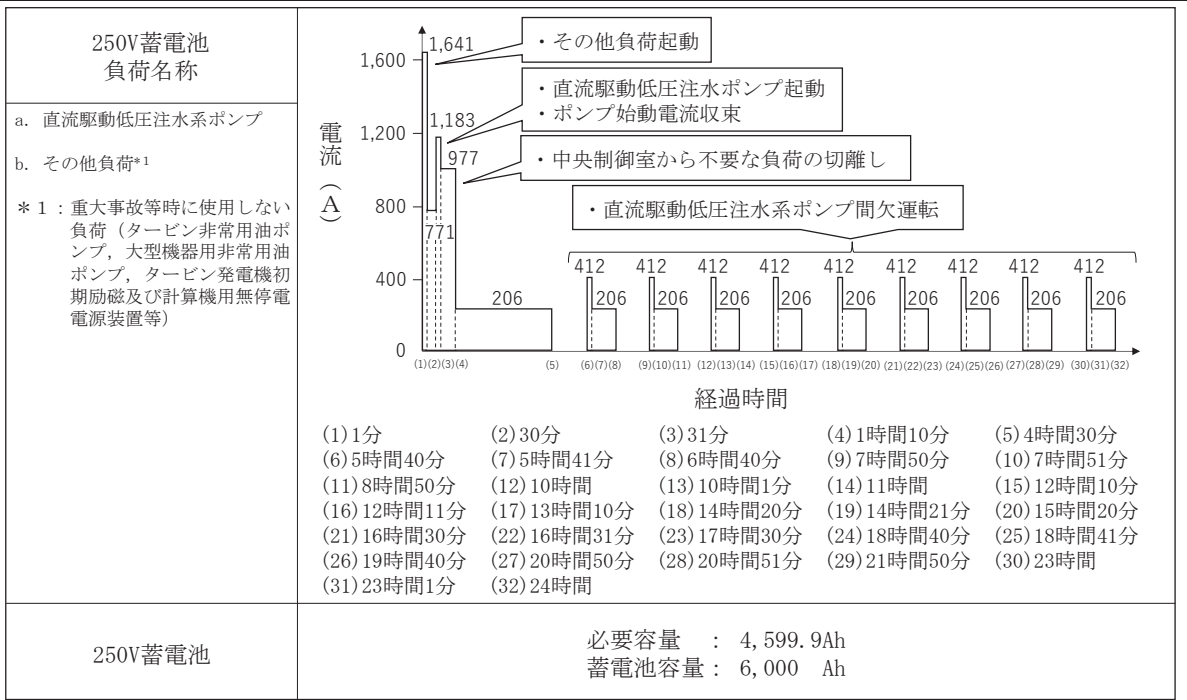 250V蓄電池
負荷名称
a. 直流駆動低圧注水系ポンプ
b. その他負荷*1
*1:重大事故等時に使用しない
負荷（タービン非常用油ポ
ンプ，大型機器用非常用油
ポンプ，タービン発電機初
期励磁及び計算機用無停電
電源装置等）
電流（A）
1,600
1,200
800
400
0
1,641
1,183
977
771
206
・その他負荷起動
・直流駆動低圧注水ポンプ起動
・ポンプ始動電流収束
・中央制御室から不要な負荷の切離し
・直流駆動低圧注水系ポンプ間欠運転
412 412 412 412 412 412 412 412 412
206 206 206 206 206 206 206 206 206
(1)(2)(3)(4) (5) (6)(7)(8) (9)(10)(11) (12)(13)(14) (15)(16)(17) (18)(19)(20) (21)(22)(23) (24)(25)(26) (27)(28)(29) (30)(31)(32)
経過時間
(1)1分 (2)30分 (3)31分 (4)1時間10分 (5)4時間30分
(6)5時間40分 (7)5時間41分 (8)6時間40分 (9)7時間50分 (10)7時間51分
(11)8時間50分 (12)10時間 (13)10時間1分 (14)11時間 (15)12時間10分
(16)12時間11分 (17)13時間10分 (18)14時間20分 (19)14時間21分 (20)15時間20分
(21)16時間30分 (22)16時間31分 (23)17時間30分 (24)18時間40分 (25)18時間41分
(26)19時間40分 (27)20時間50分 (28)20時間51分 (29)21時間50分 (30)23時間
(31)23時間1分 (32)24時間
250V蓄電池
必要容量 : 4,599.9Ah
蓄電池容量: 6,000 Ah